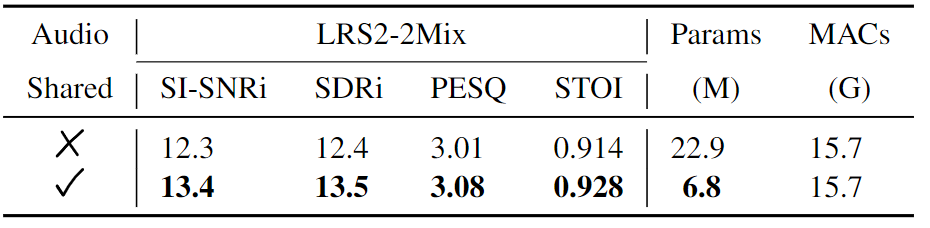 Audio LRS2-2Mix Params MACs
Shared SI-SNRi SDRi PESQ STOI (M) (G)
✗ 12.3 12.4 3.01 0.914 22.9 15.7
✓ 13.4 13.5 3.08 0.928 6.8 15.7